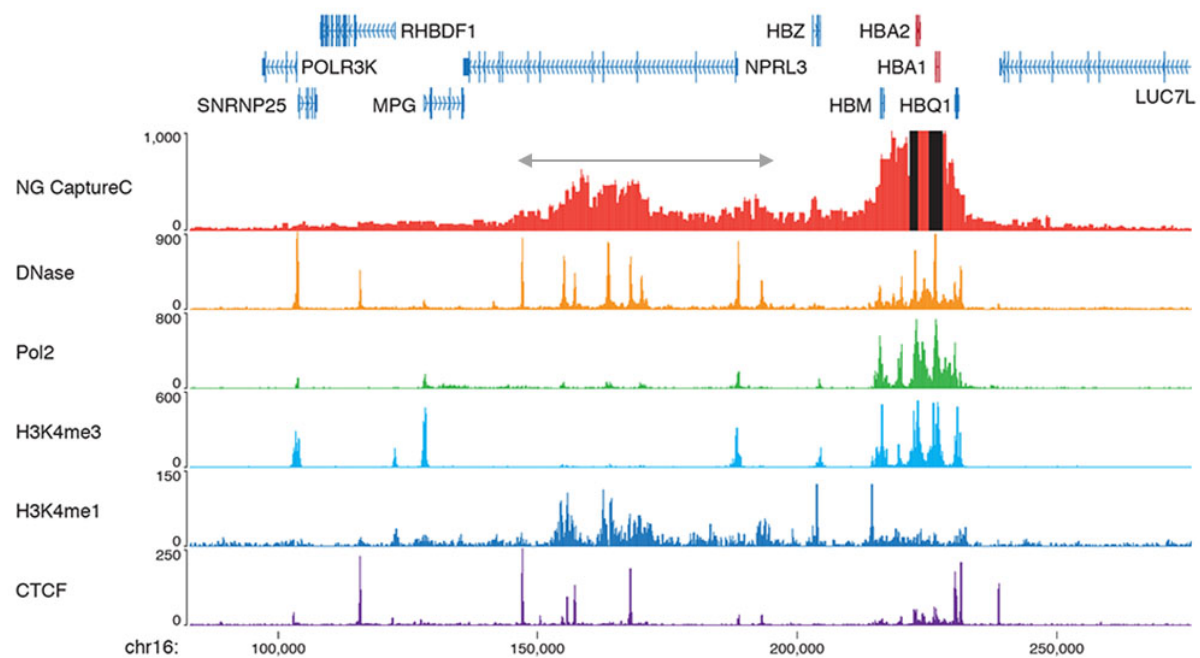 RHBDF1 HBZ HBA2
POLR3K NPRL3 HBA1
SNRNP25 MPG HBM HBQ1 LUC7L
1,000
NG CaptureC
0
900
DNase
0
800
Pol2
0
600
H3K4me3
0
150
H3K4me1
0
250
CTCF
0
chr16: 100,000 150,000 200,000 250,000